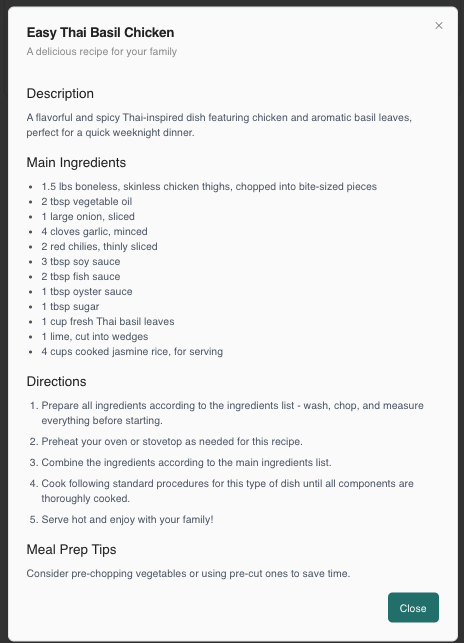 Easy Thai Basil Chicken
×
A delicious recipe for your family
Description
A flavorful and spicy Thai-inspired dish featuring chicken and aromatic basil leaves,
perfect for a quick weeknight dinner.
Main Ingredients
• 1.5 lbs boneless, skinless chicken thighs, chopped into bite-sized pieces
• 2 tbsp vegetable oil
• 1 large onion, sliced
• 4 cloves garlic, minced
• 2 red chilies, thinly sliced
• 3 tbsp soy sauce
• 2 tbsp fish sauce
• 1 tbsp oyster sauce
• 1 tbsp sugar
• 1 cup fresh Thai basil leaves
• 1 lime, cut into wedges
• 4 cups cooked jasmine rice, for serving
Directions
1. Prepare all ingredients according to the ingredients list - wash, chop, and measure
everything before starting.
2. Preheat your oven or stovetop as needed for this recipe.
3. Combine the ingredients according to the main ingredients list.
4. Cook following standard procedures for this type of dish until all components are
thoroughly cooked.
5. Serve hot and enjoy with your family!
Meal Prep Tips
Consider pre-chopping vegetables or using pre-cut ones to save time.
Close